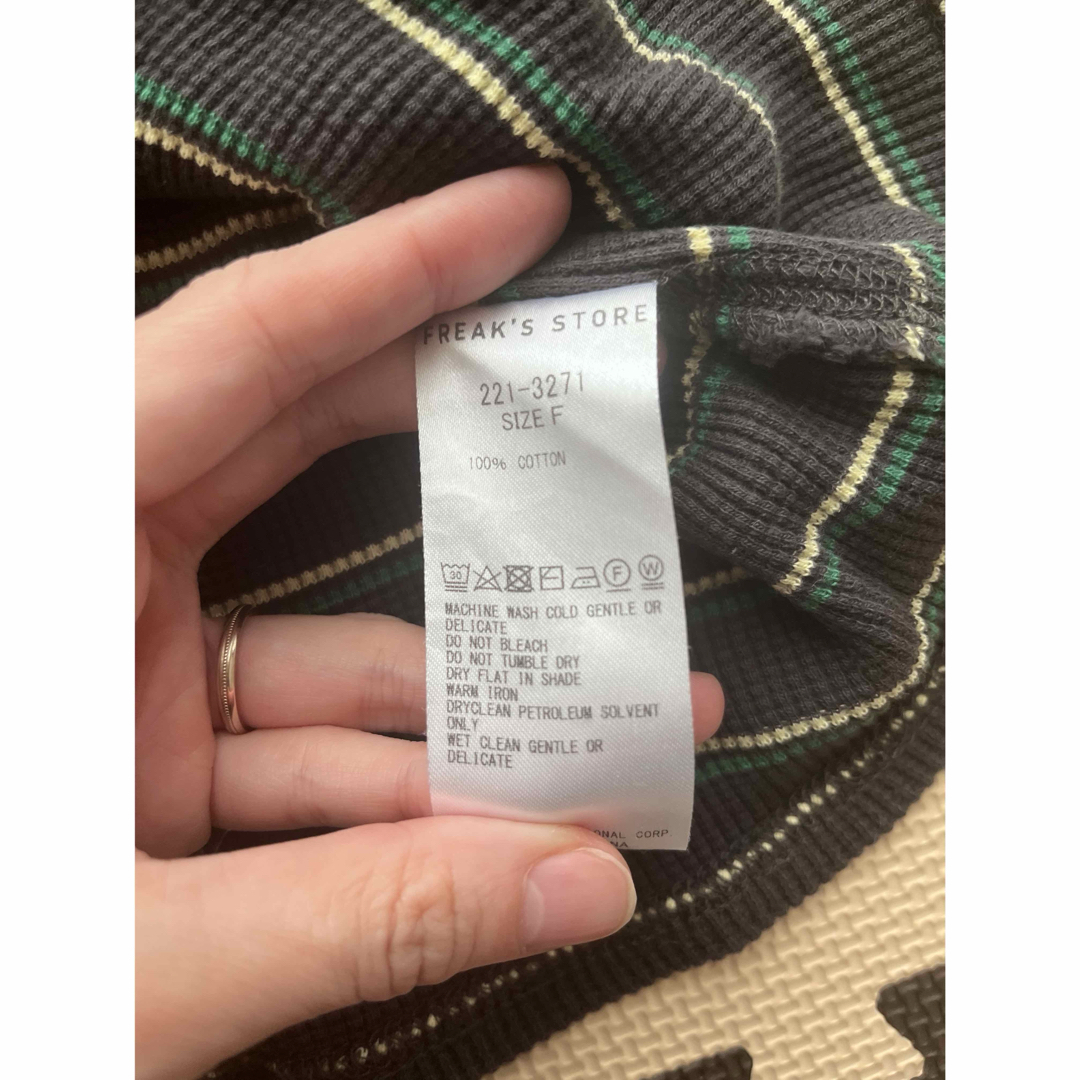 FREAK'S STORE
221-3271
SIZE F
100% COTTON
30 F W
MACHINE WASH COLD GENTLE OR
DELICATE
DO NOT BLEACH
DO NOT TUMBLE DRY
DRY FLAT IN SHADE
WARM IRON
DRYCLEAN PETROLEUM SOLVENT
ONLY
WET CLEAN GENTLE OR
DELICATE
CORP